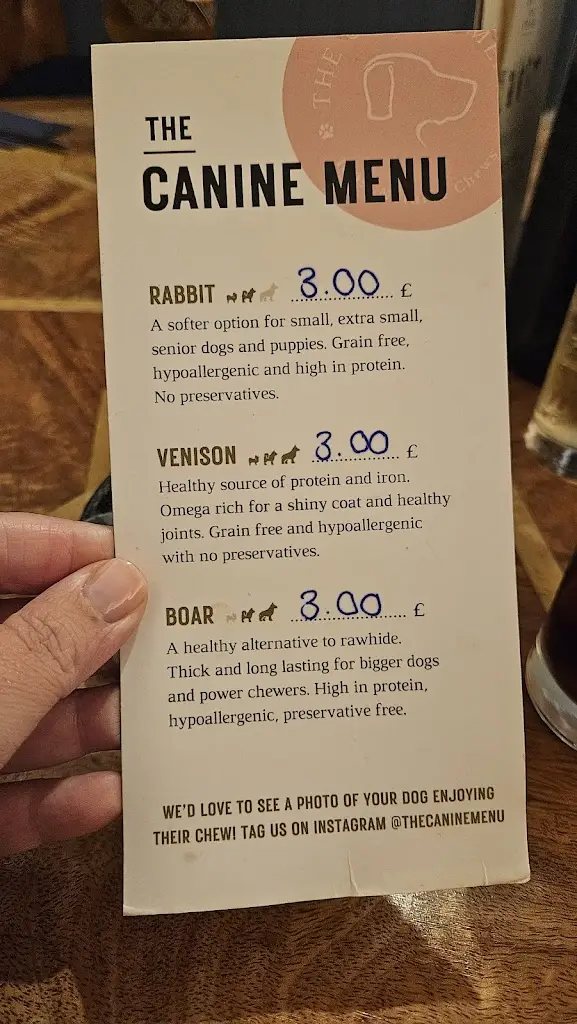 THE
CANINE MENU
THE
Chews
RABBIT 3.00 £
A softer option for small, extra small,
senior dogs and puppies. Grain free,
hypoallergenic and high in protein.
No preservatives.
VENISON 3.00 £
Healthy source of protein and iron.
Omega rich for a shiny coat and healthy
joints. Grain free and hypoallergenic
with no preservatives.
BOAR 3.00 £
A healthy alternative to rawhide.
Thick and long lasting for bigger dogs
and power chewers. High in protein,
hypoallergenic, preservative free.
WE'D LOVE TO SEE A PHOTO OF YOUR DOG ENJOYING
THEIR CHEW! TAG US ON INSTAGRAM @THECANINEMENU